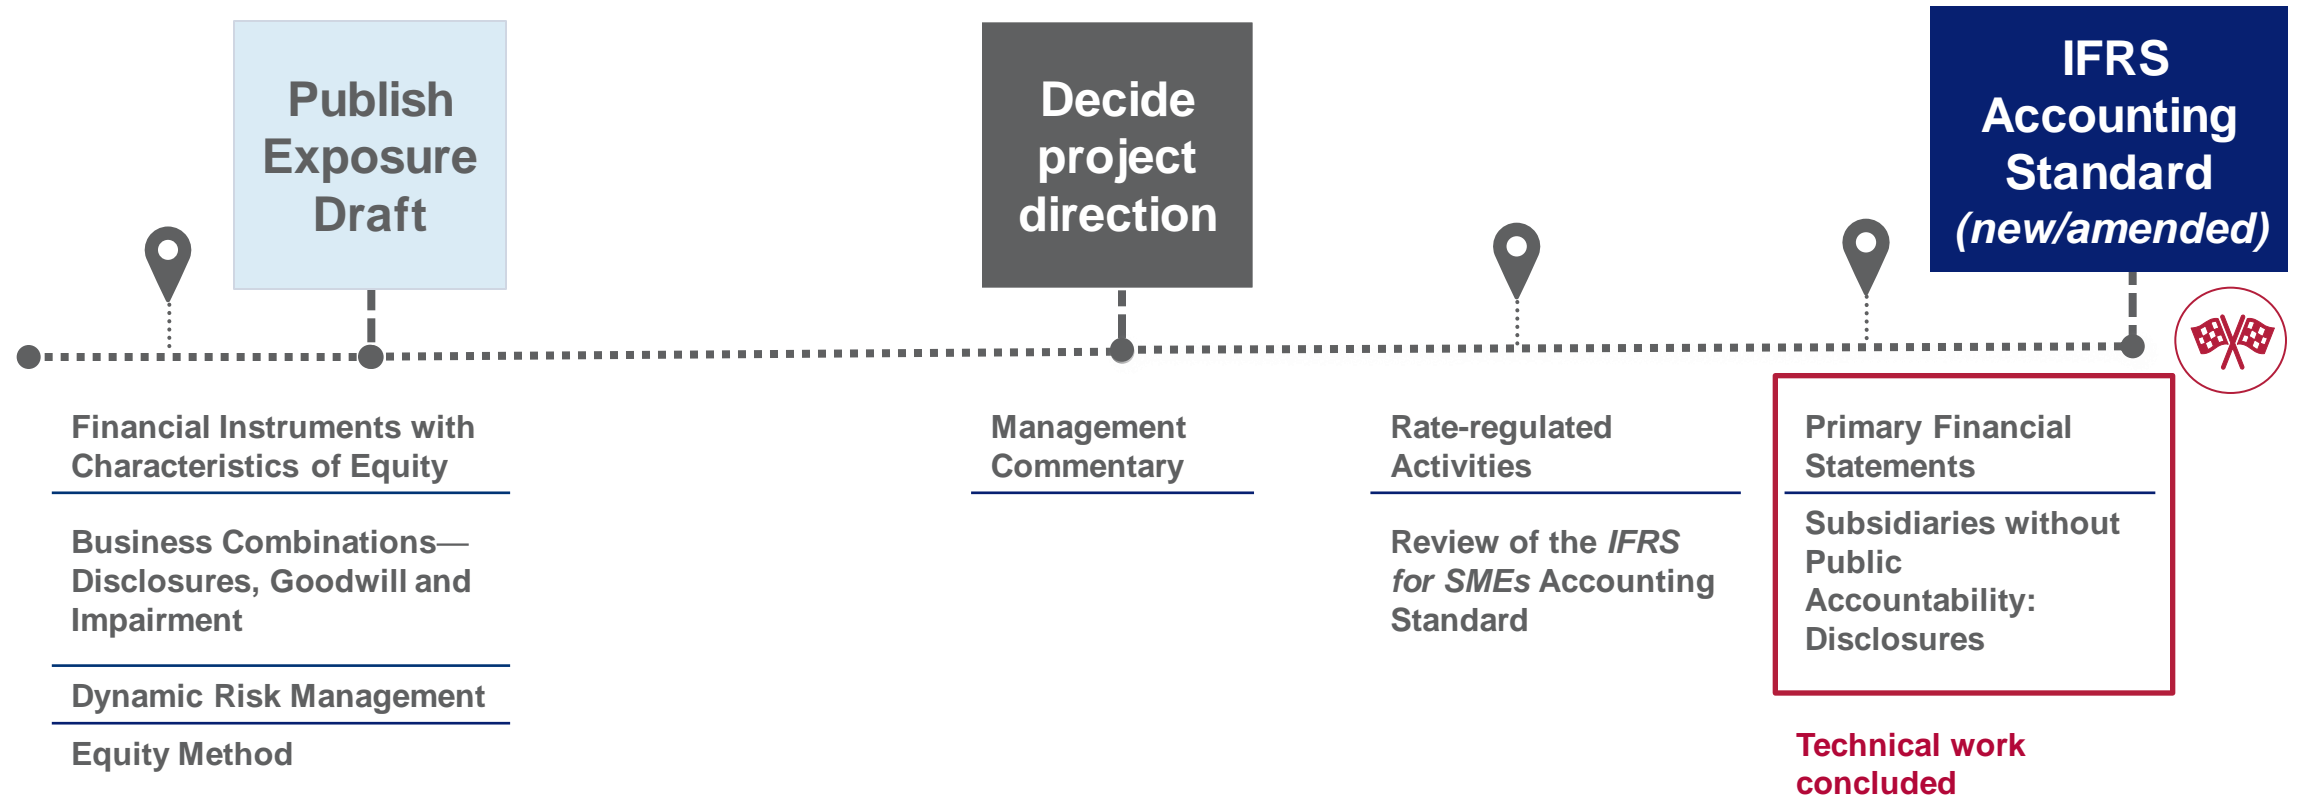 Publish
Exposure
Draft
Decide
project
direction
IFRS
Accounting
Standard
(new/amended)
Financial Instruments with
Characteristics of Equity
Business Combinations—
Disclosures, Goodwill and
Impairment
Dynamic Risk Management
Equity Method
Management
Commentary
Rate-regulated
Activities
Review of the IFRS
for SMEs Accounting
Standard
Primary Financial
Statements
Subsidiaries without
Public
Accountability:
Disclosures
Technical work
concluded